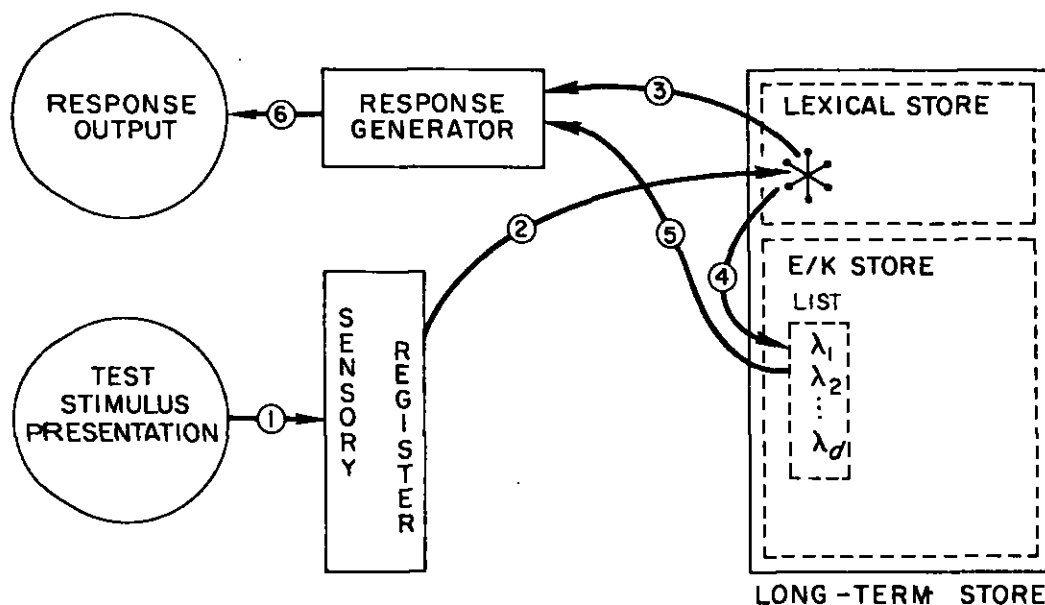 RESPONSE
OUTPUT
6
RESPONSE
GENERATOR
3
LEXICAL STORE
2
5
4
E/K STORE
LIST
λ1
λ2
⋮
λd
TEST
STIMULUS
PRESENTATION
1
SENSORY
REGISTER
LONG-TERM STORE